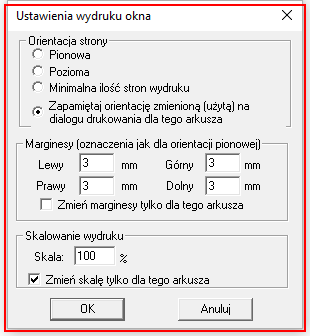 Ustawienia wydruku okna
Orientacja strony
Pionowa
Pozioma
Minimalna ilość stron wydruku
Zapamiętaj orientację zmienioną (użytą) na
dialogu drukowania dla tego arkusza
Marginesy (oznaczenia jak dla orientacji pionowej)
Lewy 3 mm Górny 3 mm
Prawy 3 mm Dolny 3 mm
Zmień marginesy tylko dla tego arkusza
Skalowanie wydruku
Skala: 100 %
Zmień skalę tylko dla tego arkusza
OK Anuluj